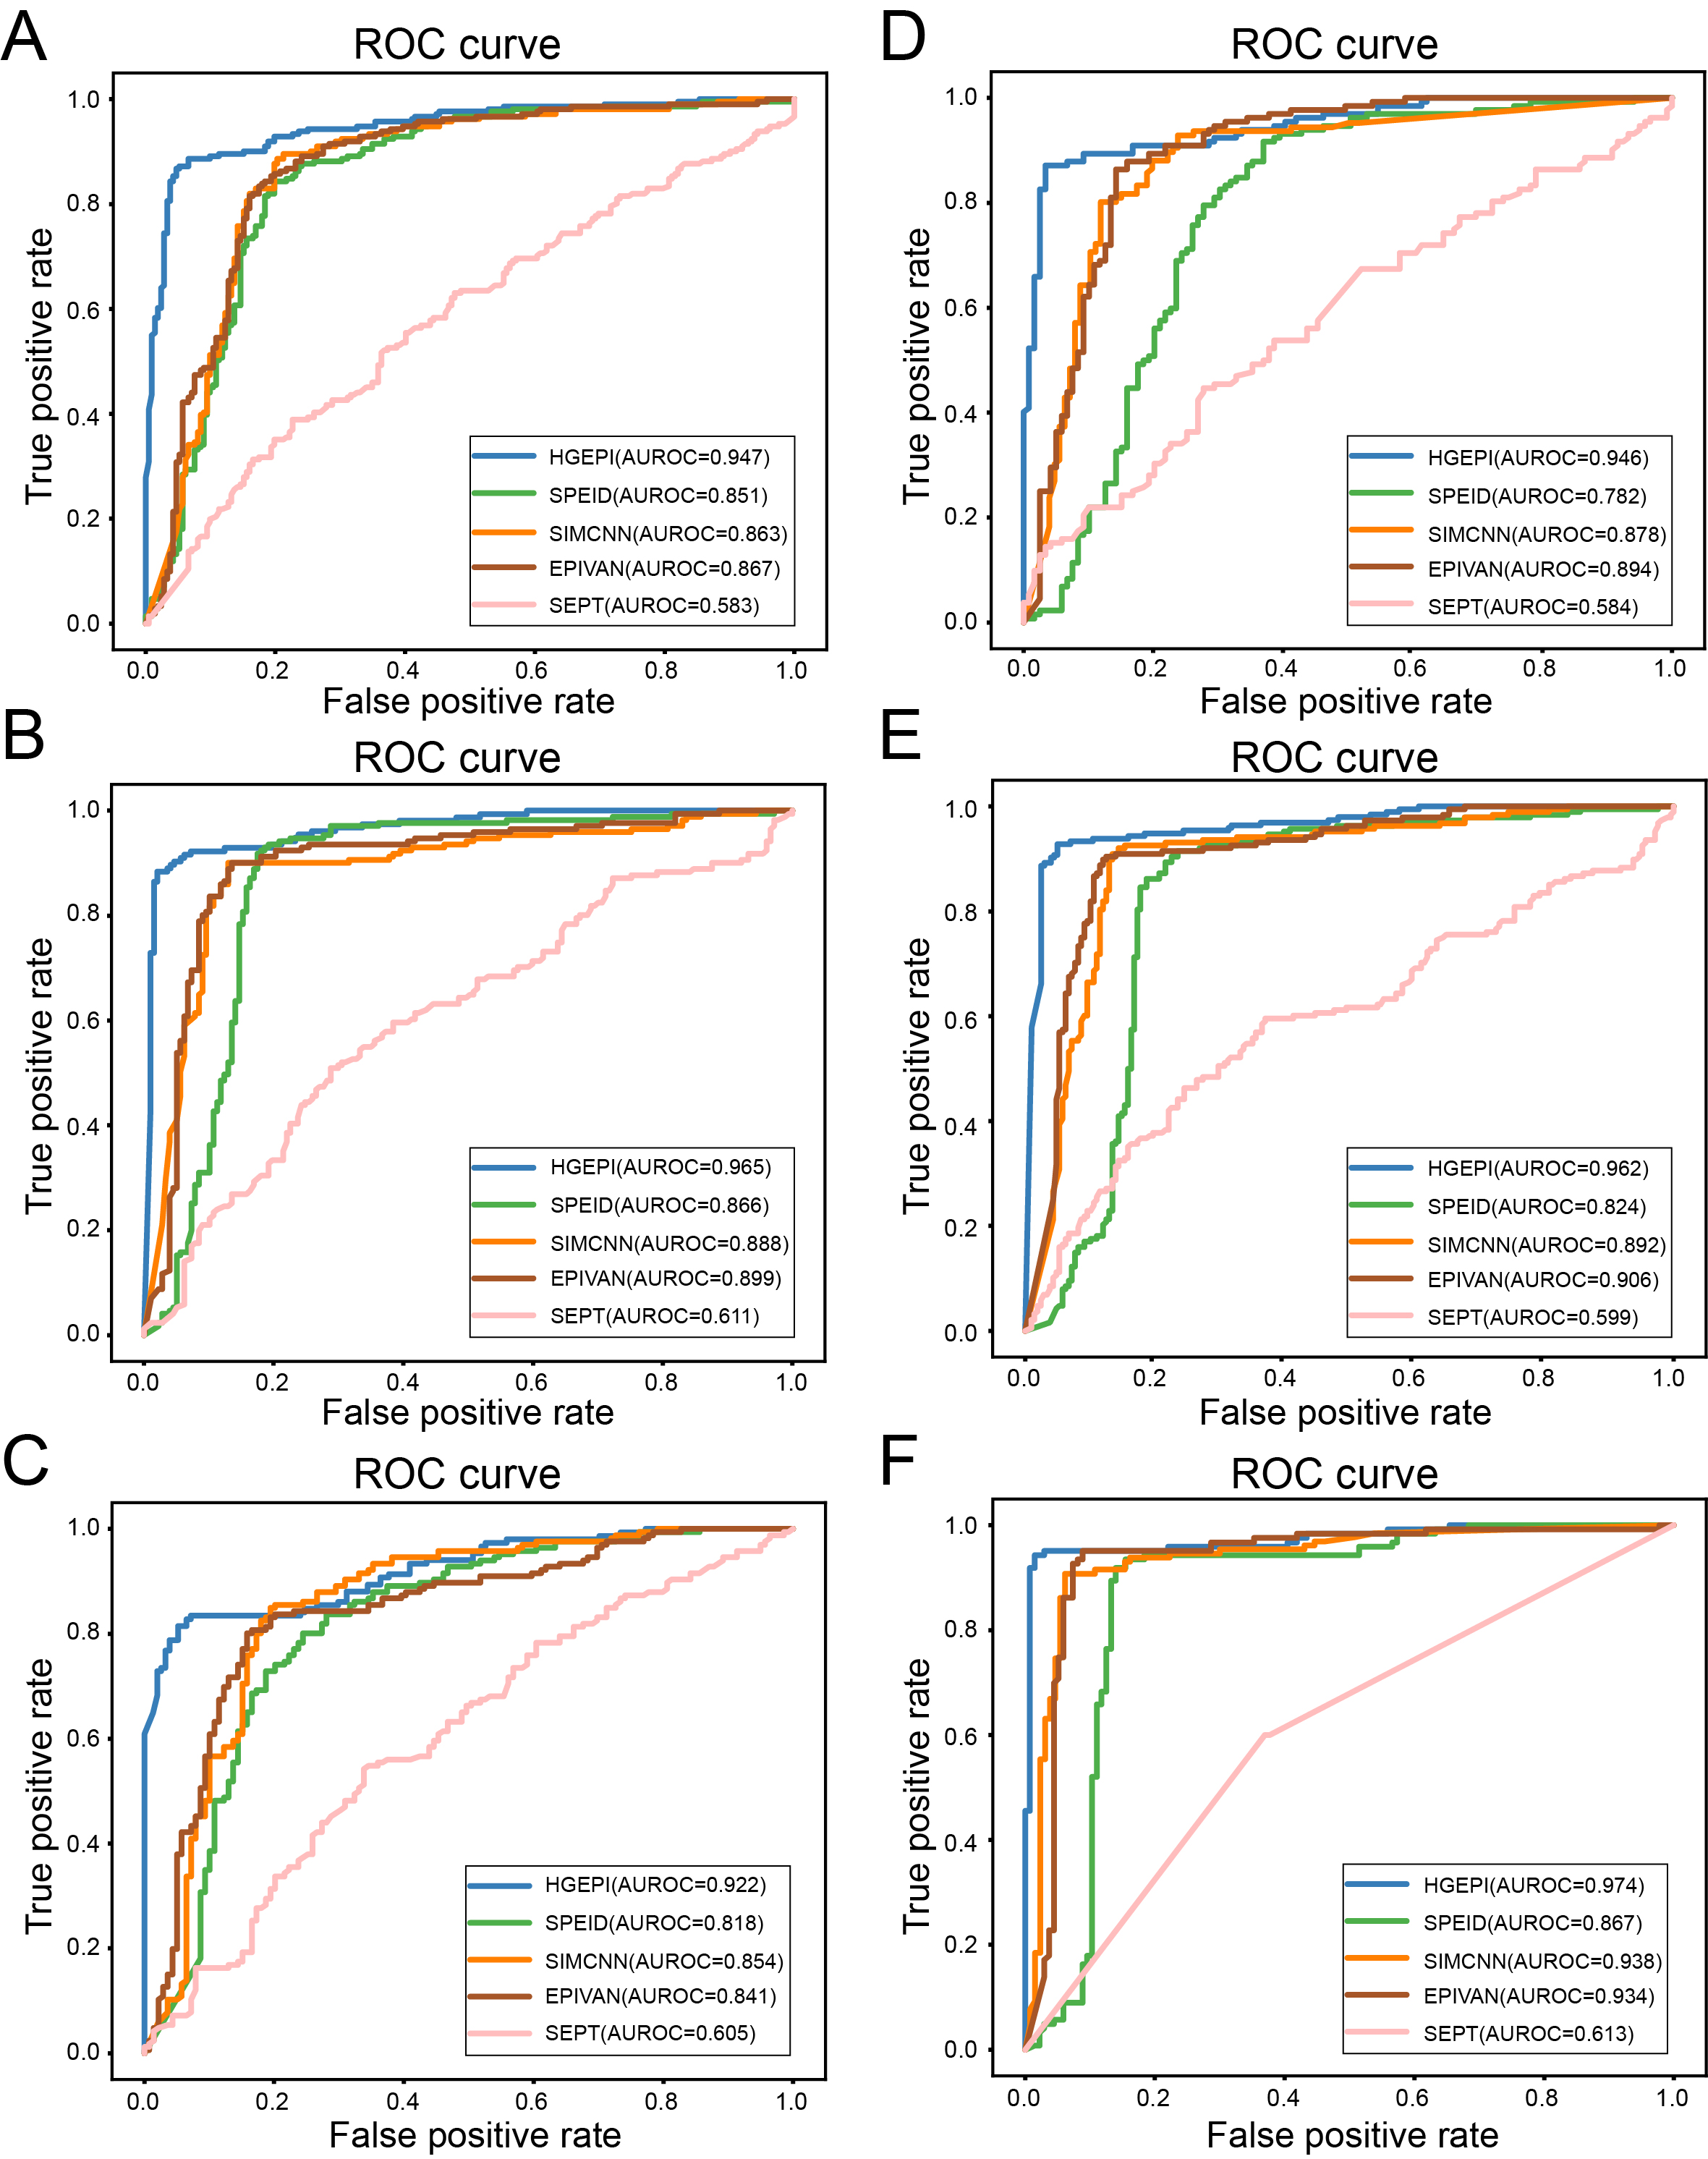 A
ROC curve
True positive rate
1.0
0.8
0.6
0.4
0.2
0.0
HGEPI(AUROC=0.947)
SPEID(AUROC=0.851)
SIMCNN(AUROC=0.863)
EPIVAN(AUROC=0.867)
SEPT(AUROC=0.583)
0.0 0.2 0.4 0.6 0.8 1.0
False positive rate
D
ROC curve
True positive rate
1.0
0.8
0.6
0.4
0.2
0.0
HGEPI(AUROC=0.946)
SPEID(AUROC=0.782)
SIMCNN(AUROC=0.878)
EPIVAN(AUROC=0.894)
SEPT(AUROC=0.584)
0.0 0.2 0.4 0.6 0.8 1.0
False positive rate
B
ROC curve
True positive rate
1.0
0.8
0.6
0.4
0.2
0.0
HGEPI(AUROC=0.965)
SPEID(AUROC=0.866)
SIMCNN(AUROC=0.888)
EPIVAN(AUROC=0.899)
SEPT(AUROC=0.611)
0.0 0.2 0.4 0.6 0.8 1.0
False positive rate
E
ROC curve
True positive rate
1.0
0.8
0.6
0.4
0.2
0.0
HGEPI(AUROC=0.962)
SPEID(AUROC=0.824)
SIMCNN(AUROC=0.892)
EPIVAN(AUROC=0.906)
SEPT(AUROC=0.599)
0.0 0.2 0.4 0.6 0.8 1.0
False positive rate
C
ROC curve
True positive rate
1.0
0.8
0.6
0.4
0.2
0.0
HGEPI(AUROC=0.922)
SPEID(AUROC=0.818)
SIMCNN(AUROC=0.854)
EPIVAN(AUROC=0.841)
SEPT(AUROC=0.605)
0.0 0.2 0.4 0.6 0.8 1.0
False positive rate
F
ROC curve
True positive rate
1.0
0.8
0.6
0.4
0.2
0.0
HGEPI(AUROC=0.974)
SPEID(AUROC=0.867)
SIMCNN(AUROC=0.938)
EPIVAN(AUROC=0.934)
SEPT(AUROC=0.613)
0.0 0.2 0.4 0.6 0.8 1.0
False positive rate